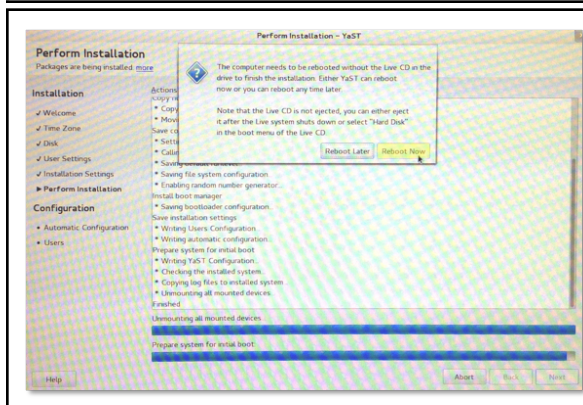 Perform Installation - YaST
Perform Installation
Packages are being installed. more
Installation
✓ Welcome
✓ Time Zone
✓ Disk
✓ User Settings
✓ Installation Settings
▶ Perform Installation
Configuration
• Automatic Configuration
• Users
The computer needs to be rebooted without the Live CD in the
drive to finish the installation. Either YaST can reboot
now or you can reboot any time later.
Note that the Live CD is not ejected, you can either eject
it after the Live system shuts down or select "Hard Disk"
in the boot menu of the Live CD.
Reboot Later
Reboot Now
Actions
* Copy
* Movi
Save co
* Setti
* Callin
* Saving
* Saving file system configuration...
* Enabling random number generator...
Install boot manager
* Saving bootloader configuration...
Save installation settings
* Writing Users Configuration...
* Writing automatic configuration...
Prepare system for initial boot
* Writing YaST Configuration...
* Checking the installed system...
* Copying log files to installed system...
* Unmounting all mounted devices...
Finished
Unmounting all mounted devices...
Prepare system for initial boot
Help
Abort
Back
Next